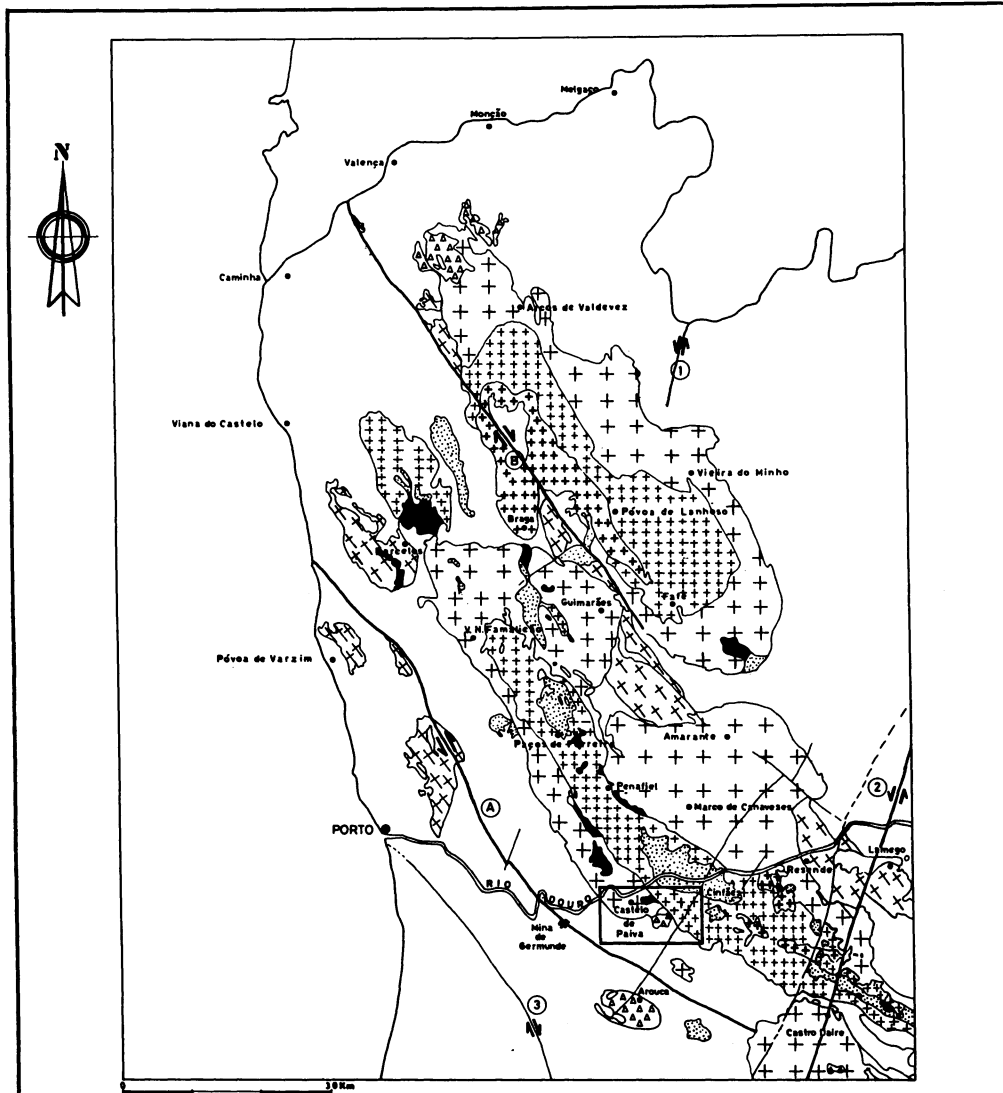 Melgaço
Monção
N
Valença
Caminha
Arcos de Valdevez
1
Viana do Castelo
B
Vieira do Minho
Póvoa de Lanhoso
Braga
Barcelos
Fafe
Guimarães
V. N. Famalicão
Póvoa de Varzim
Amarante
Paços de Ferreira
2
Penafiel
A
Marco de Canaveses
PORTO
Lamego
Resende
RIO DOURO
Cinfães
Castelo de Paiva
Mina de Germunde
Arouca
3
Castro Daire
0 30Km